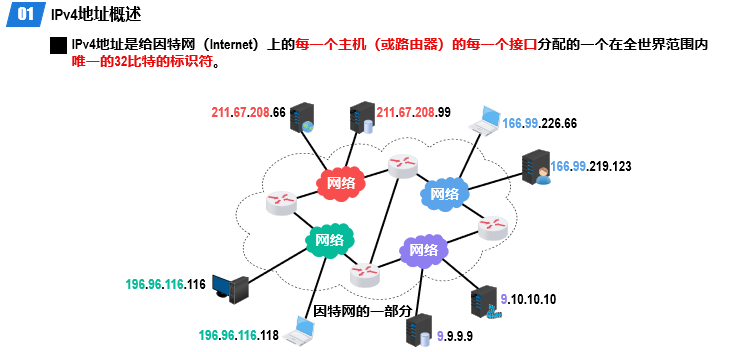 01 IPv4地址概述
IPv4地址是给因特网（Internet）上的每一个主机（或路由器）的每一个接口分配的一个在全世界范围内
唯一的32比特的标识符。
211.67.208.66
211.67.208.99
166.99.226.66
166.99.219.123
网络
网络
网络
网络
196.96.116.116
9.10.10.10
因特网的一部分
196.96.116.118
9.9.9.9